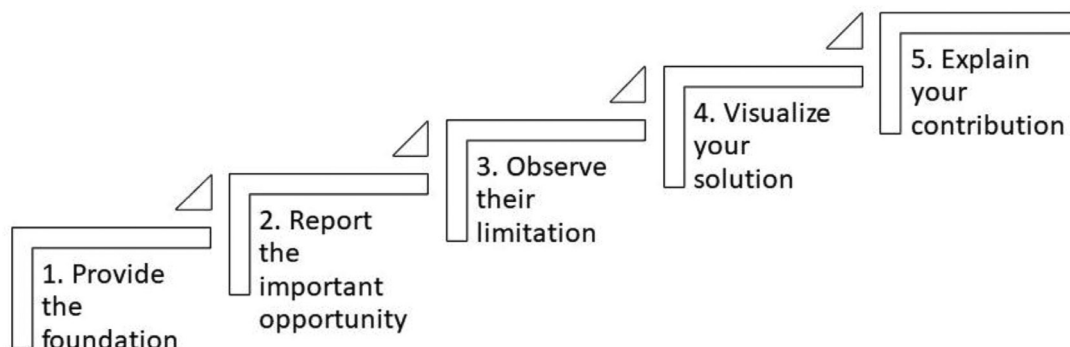 1. Provide
the
foundation
2. Report
the
important
opportunity
3. Observe
their
limitation
4. Visualize
your
solution
5. Explain
your
contribution